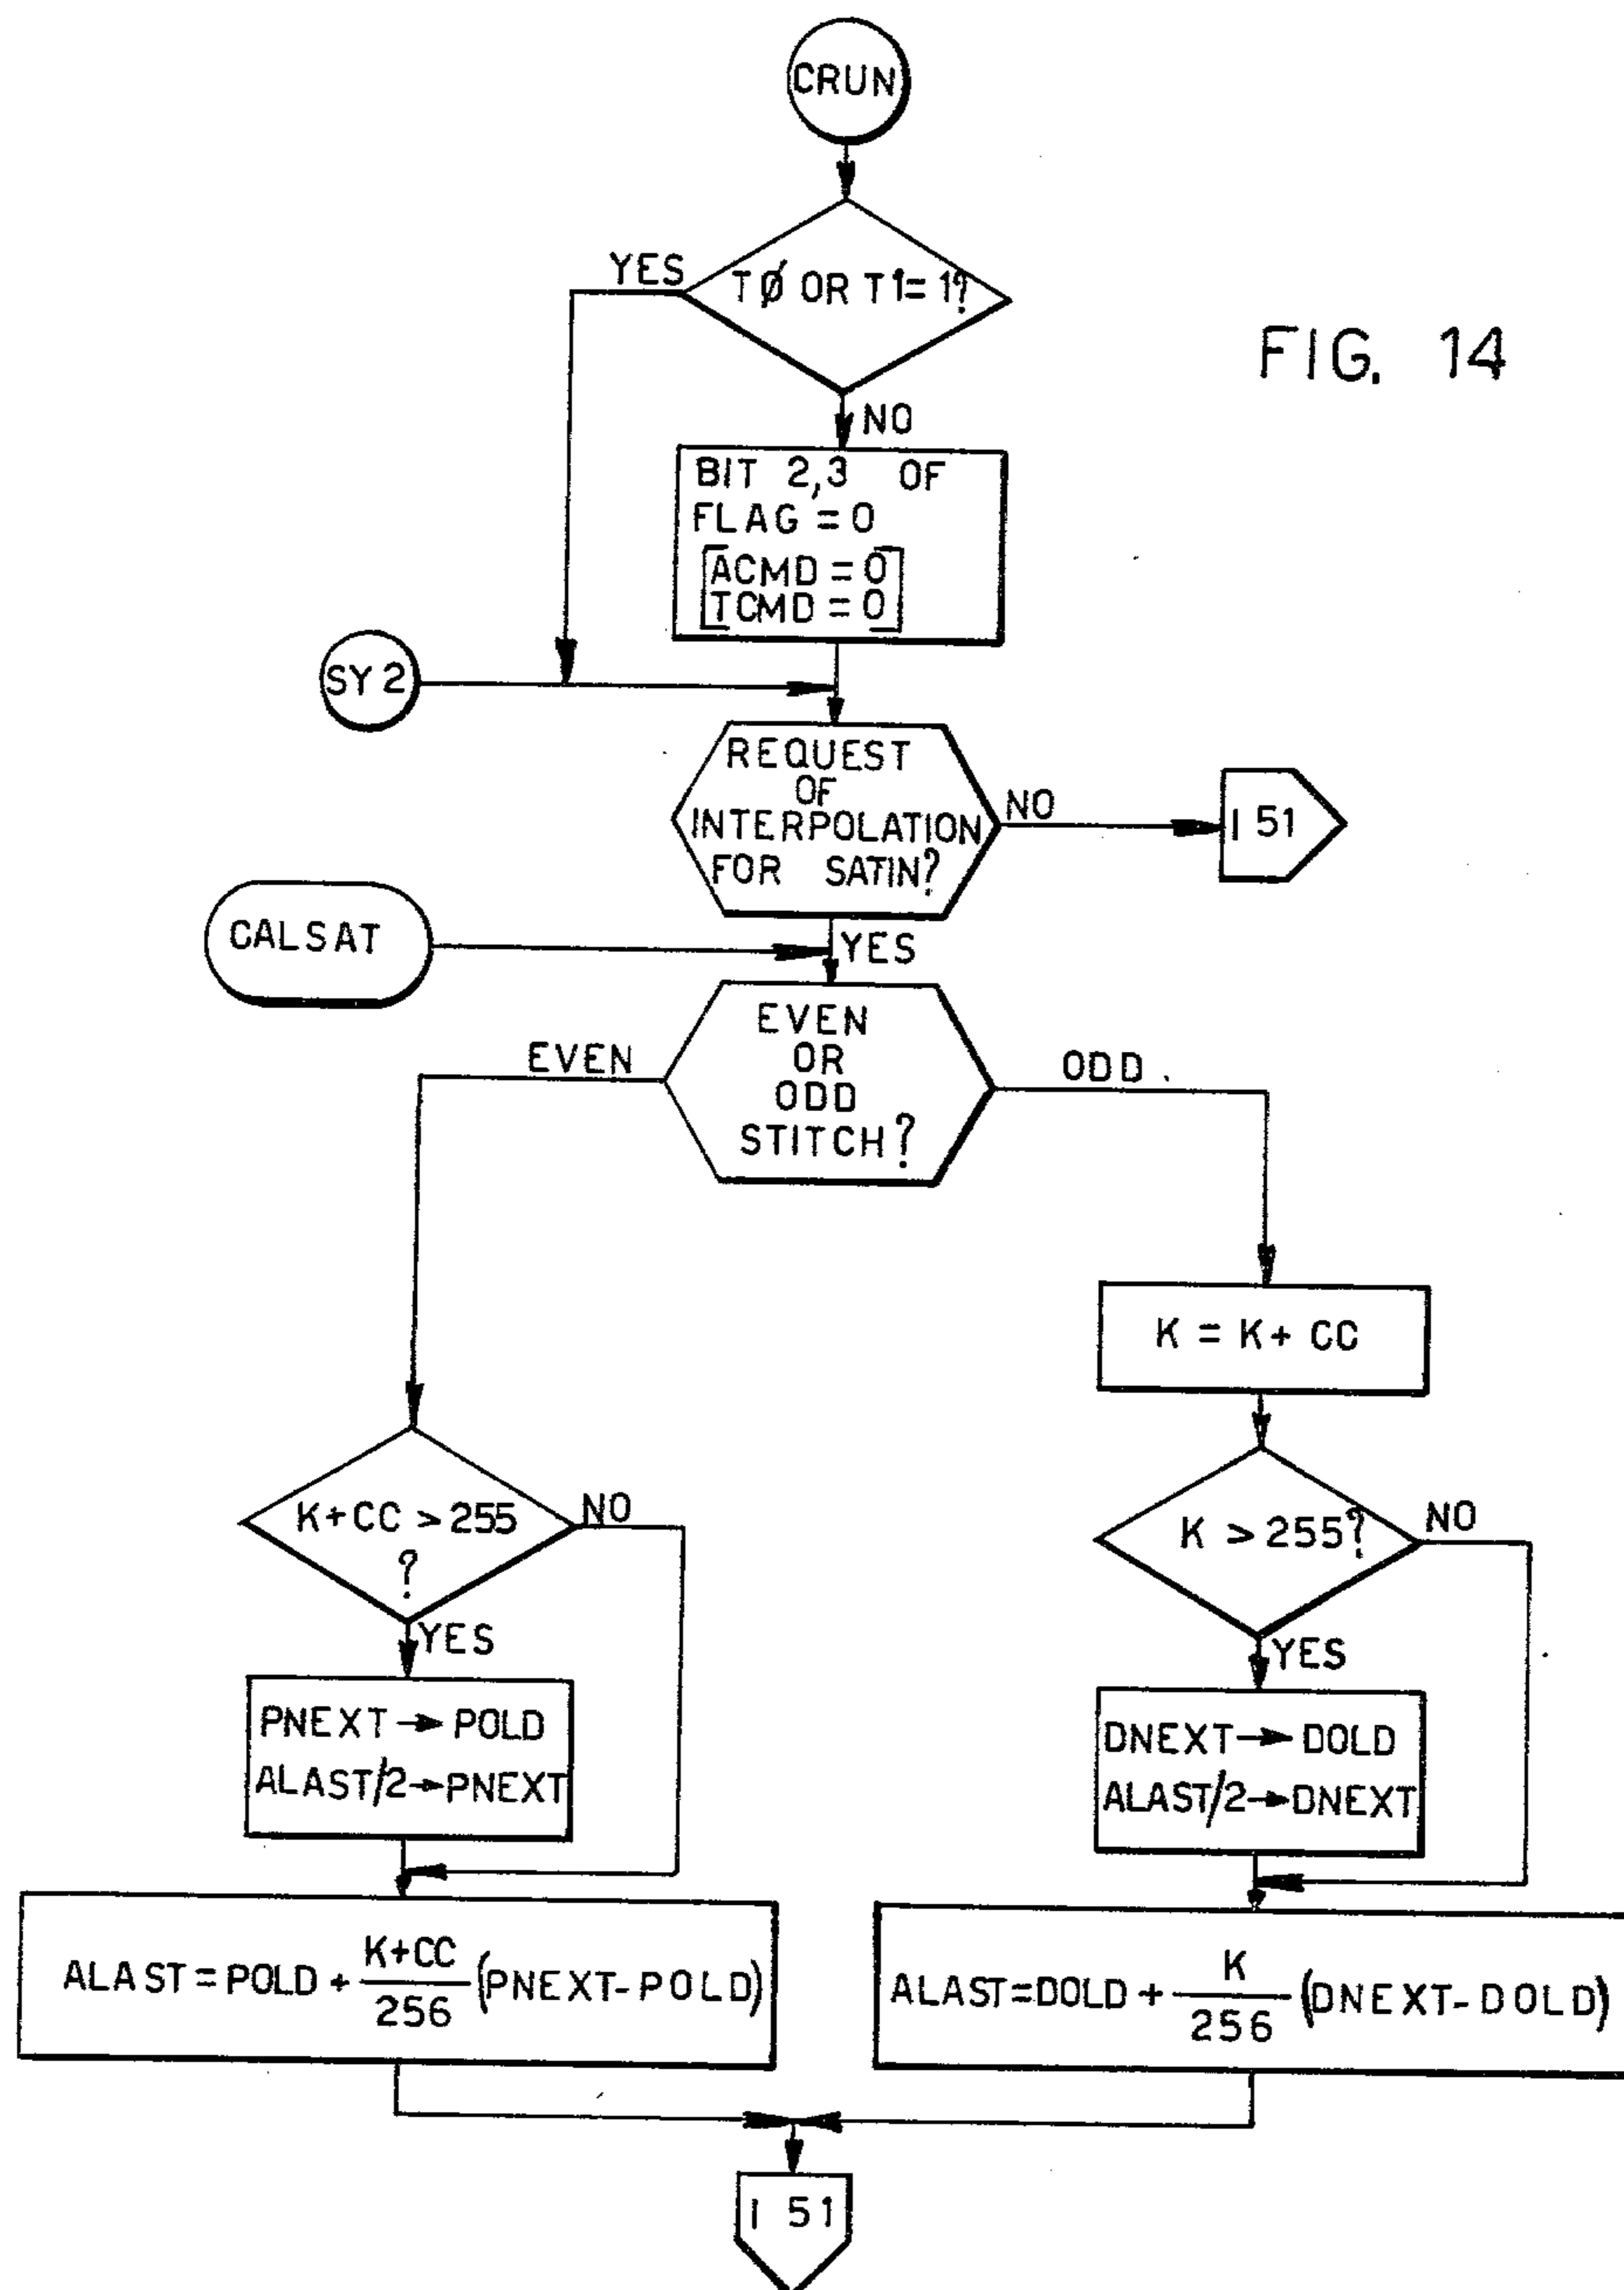 CRUN
YES
TØ OR T1=1?
FIG. 14
NO
BIT 2,3 OF
FLAG = 0
[ACMD = 0]
[TCMD = 0]
SY2
REQUEST
OF
INTERPOLATION
FOR SATIN?
NO
I 51
CALSAT
YES
EVEN
OR
ODD
STITCH?
EVEN
ODD
K = K + CC
K+CC > 255
?
NO
K > 255?
NO
YES
YES
PNEXT → POLD
ALAST/2→PNEXT
DNEXT → DOLD
ALAST/2→DNEXT
ALAST = POLD + K+CC/256 (PNEXT-POLD)
ALAST=DOLD + K/256 (DNEXT-DOLD)
I 51